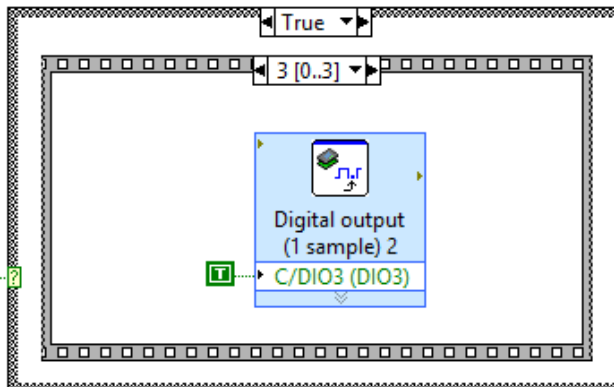 True
3 [0..3]
Digital output
(1 sample) 2
T
C/DIO3 (DIO3)
?